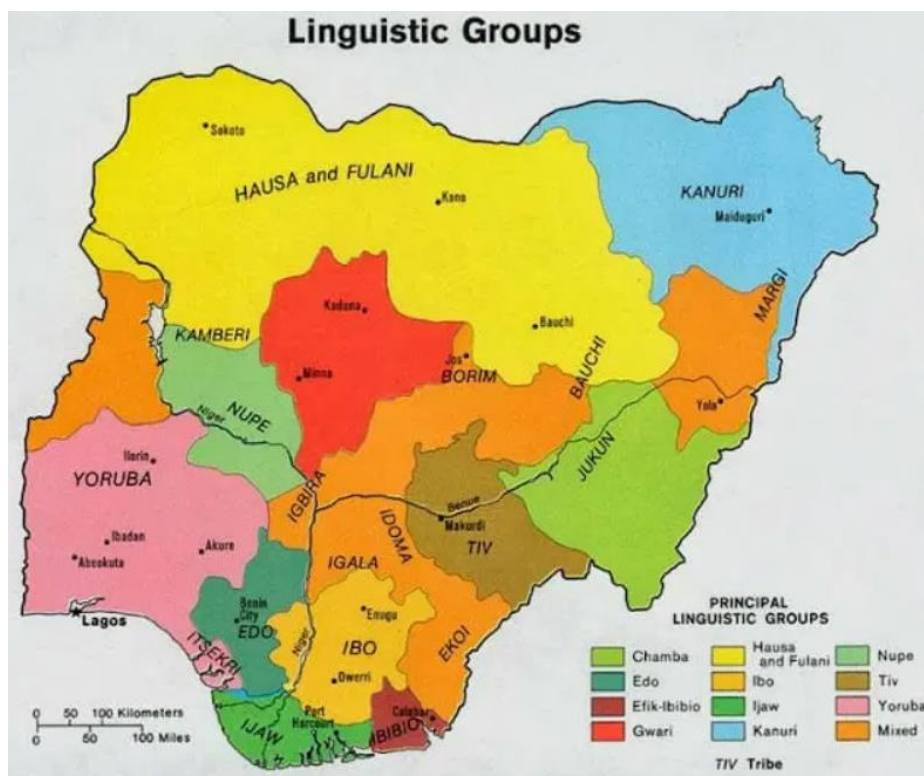 Linguistic Groups
Sokoto
HAUSA and FULANI
Kano
KANURI
Maiduguri
MARGI
Kaduna
KAMBERI
Bauchi
BAUCHI
Jos
BORIM
Minna
Yola
Niger
NUPE
JUKUN
Ilorin
YORUBA
IGBIRA
Benue
Makurdi
TIV
IDOMA
Ibadan
Abeokuta
Akure
IGALA
Lagos
Benin
City
EDO
Enugu
IBO
EKOI
ITSEKRI
Niger
Owerri
Port
Harcourt
IJAW
Calabar
IBIBIO
0 50 100 Kilometers
0 50 100 Miles
PRINCIPAL
LINGUISTIC GROUPS
Chamba
Edo
Efik-Ibibio
Gwari
Hausa
and Fulani
Ibo
Ijaw
Kanuri
Nupe
Tiv
Yoruba
Mixed
TIV Tribe